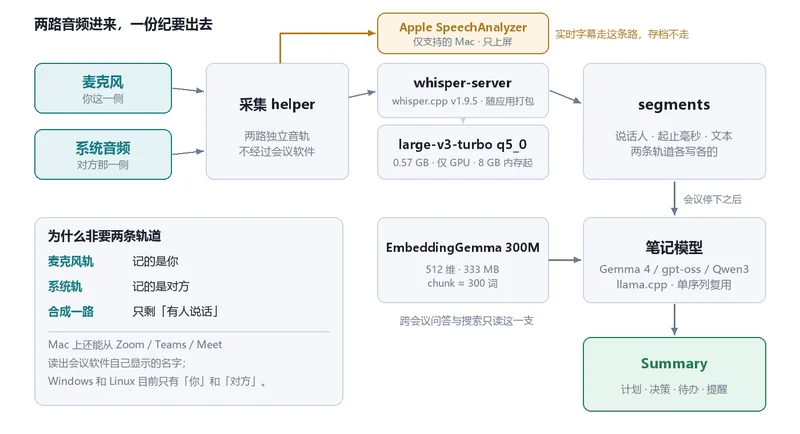 两路音频进来，一份纪要出去
Apple SpeechAnalyzer
仅支持的 Mac · 只上屏
实时字幕走这条路，存档不走
麦克风
你这一侧
系统音频
对方那一侧
采集 helper
两路独立音轨
不经过会议软件
whisper-server
whisper.cpp v1.9.5 · 随应用打包
large-v3-turbo q5_0
0.57 GB · 仅 GPU · 8 GB 内存起
segments
说话人 · 起止毫秒 · 文本
两条轨道各写各的
会议停下之后
为什么非要两条轨道
麦克风轨 记的是你
系统轨 记的是对方
合成一路 只剩「有人说话」
Mac 上还能从 Zoom / Teams / Meet
读出会议软件自己显示的名字；
Windows 和 Linux 目前只有「你」和「对方」。
EmbeddingGemma 300M
512 维 · 333 MB
chunk ≈ 300 词
跨会议问答与搜索只读这一支
笔记模型
Gemma 4 / gpt-oss / Qwen3
llama.cpp · 单序列复用
Summary
计划 · 决策 · 待办 · 提醒